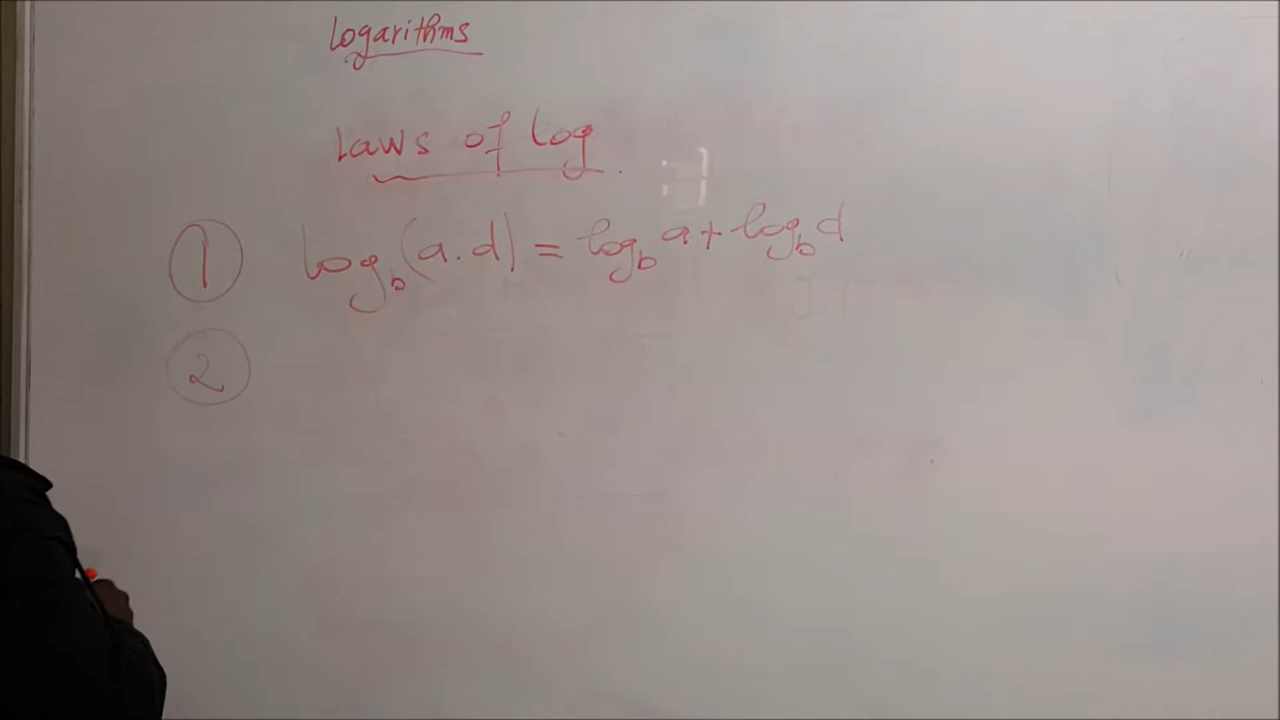 Logarithms
Laws of log
① log_b(a.d) = log_b a + log_b d
②